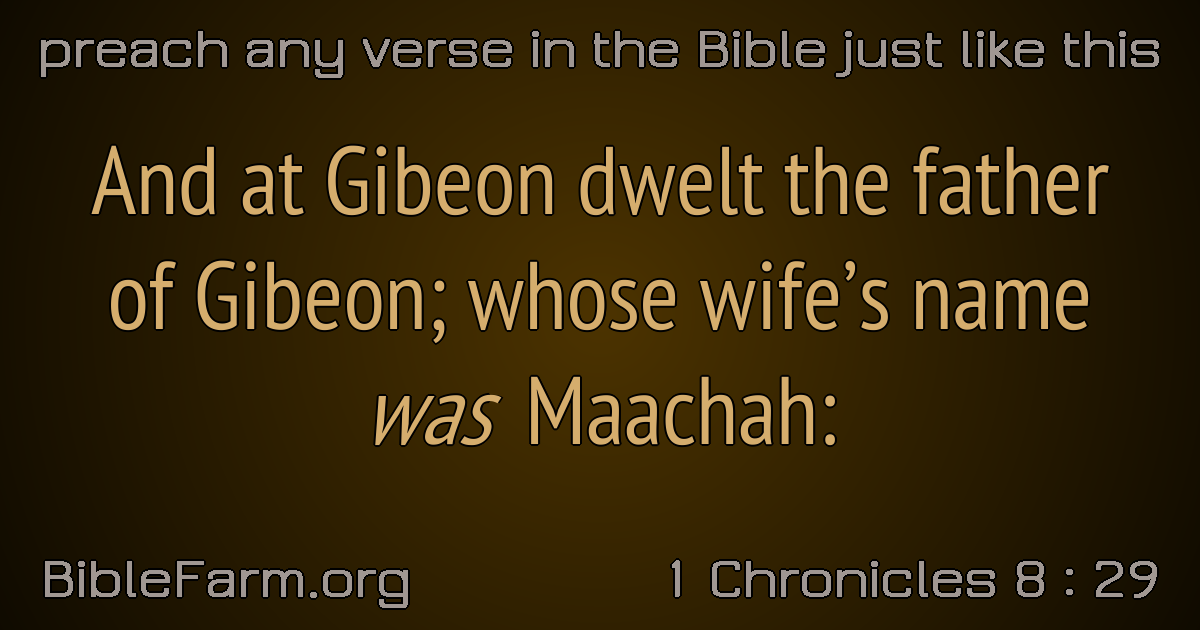 preach any verse in the Bible just like this
And at Gibeon dwelt the father
of Gibeon; whose wife’s name
was Maachah:
BibleFarm.org
1 Chronicles 8 : 29